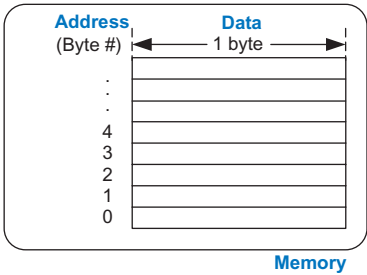 Address Data
(Byte #) 1 byte
.
.
.
4
3
2
1
0
Memory